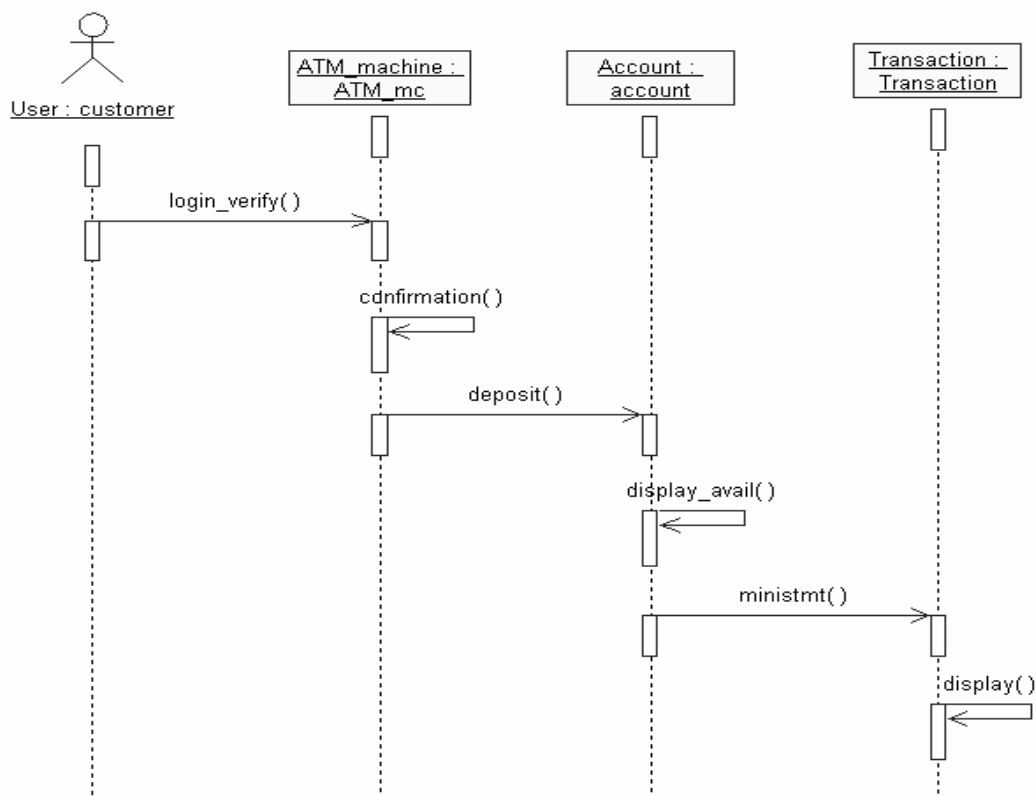 User : customer
ATM_machine :
ATM_mc
Account :
account
Transaction :
Transaction
login_verify( )
confirmation( )
deposit( )
display_avail( )
ministmt( )
display( )